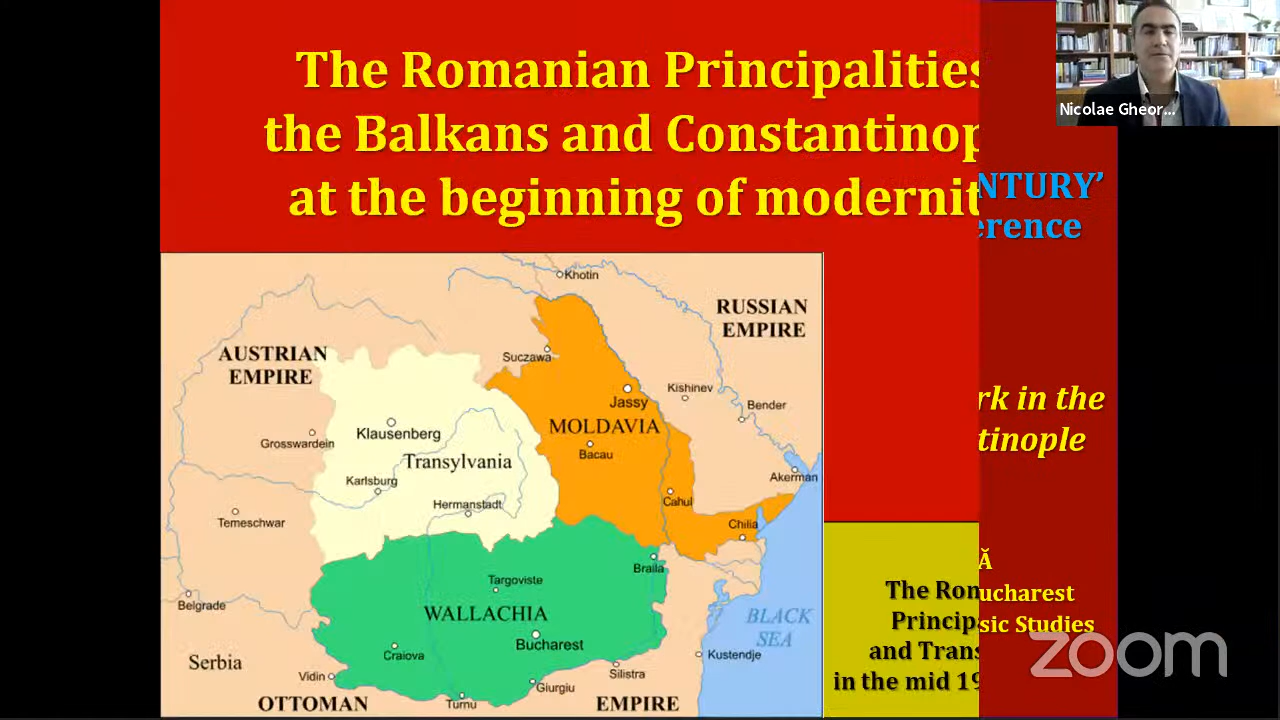 The Romanian Principalities
the Balkans and Constantinop
at the beginning of modernit
Nicolae Gheor...
NTURY’
erence
rk in the
tinople
Ă
ucharest
sic Studies
Khotin
RUSSIAN
EMPIRE
AUSTRIAN
EMPIRE
Suczawa
Kishinev
Jassy
Bender
MOLDAVIA
Klausenberg
Grosswardein
Bacau
Transylvania
Akerman
Karlsburg
Cahul
Hermanstadt
Temeschwar
Chilia
Braila
Targoviste
Belgrade
WALLACHIA
BLACK
SEA
Bucharest
Craiova
Kustendje
Serbia
Silistra
Vidin
Giurgiu
OTTOMAN
Turnu
EMPIRE
The Rom
Principa
and Trans
in the mid 19
zoom